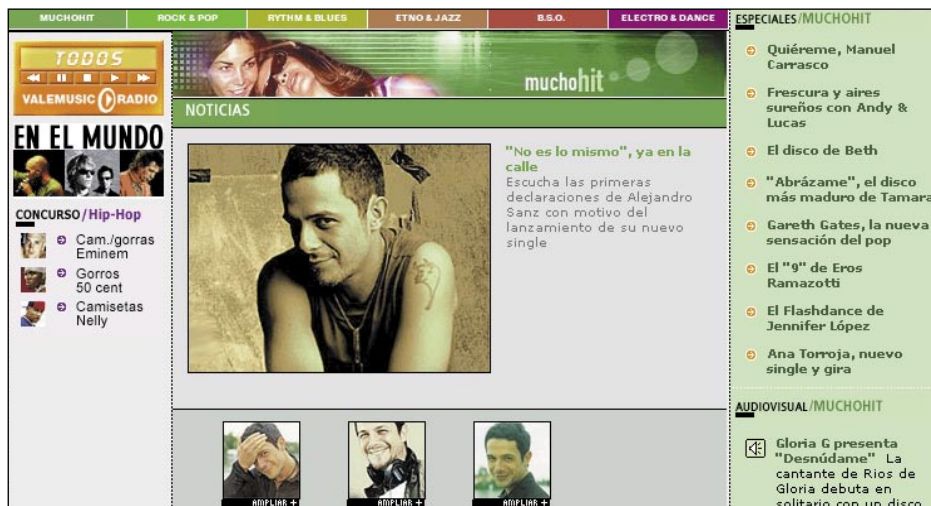 MUCHOHIT
ROCK & POP
RYTHM & BLUES
ETNO & JAZZ
B.S.O.
ELECTRO & DANCE
TODOS
VALEMUSIC RADIO
EN EL MUNDO
CONCURSO/Hip-Hop
Cam./gorras
Eminem
Gorros
50 cent
Camisetas
Nelly
muchohit
NOTICIAS
"No es lo mismo", ya en la
calle
Escucha las primeras
declaraciones de Alejandro
Sanz con motivo del
lanzamiento de su nuevo
single
AMPLIAR +
AMPLIAR +
AMPLIAR +
ESPECIALES/MUCHOHIT
Quiéreme, Manuel
Carrasco
Frescura y aires
sureños con Andy &
Lucas
El disco de Beth
"Abrázame", el disco
más maduro de Tamara
Gareth Gates, la nueva
sensación del pop
El "9" de Eros
Ramazotti
El Flashdance de
Jennifer López
Ana Torroja, nuevo
single y gira
AUDIOVISUAL/MUCHOHIT
Gloria G presenta
"Desnúdame" La
cantante de Rios de
Gloria debuta en
solitario con un disco